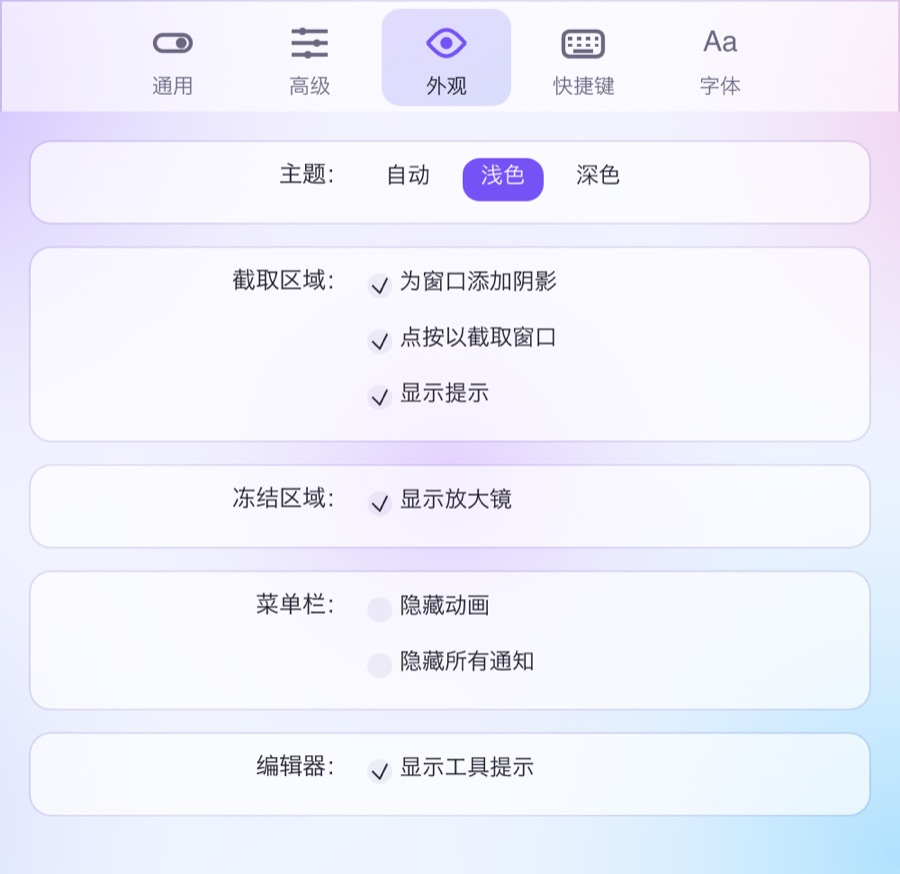 通用 高级 外观 快捷键 Aa 字体
主题： 自动 浅色 深色
截取区域： 为窗口添加阴影
点按以截取窗口
显示提示
冻结区域： 显示放大镜
菜单栏： 隐藏动画
隐藏所有通知
编辑器： 显示工具提示